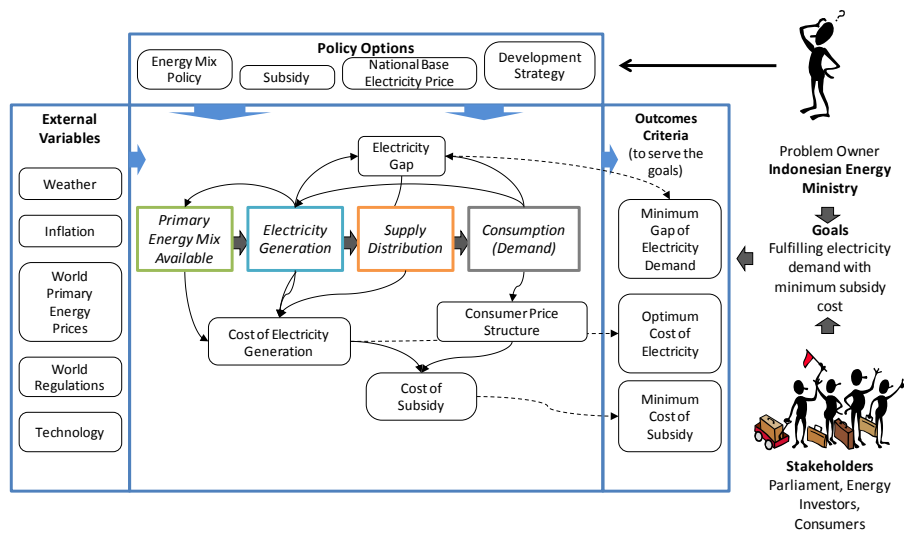 Policy Options
Energy Mix
Policy
Subsidy
National Base
Electricity Price
Development
Strategy
External
Variables
Weather
Inflation
World
Primary
Energy
Prices
World
Regulations
Technology
Electricity
Gap
Primary
Energy Mix
Available
Electricity
Generation
Supply
Distribution
Consumption
(Demand)
Cost of Electricity
Generation
Consumer Price
Structure
Cost of
Subsidy
Outcomes
Criteria
(to serve the
goals)
Minimum
Gap of
Electricity
Demand
Optimum
Cost of
Electricity
Minimum
Cost of
Subsidy
?
Problem Owner
Indonesian Energy
Ministry
Goals
Fulfilling electricity
demand with
minimum subsidy
cost
Stakeholders
Parliament, Energy
Investors,
Consumers